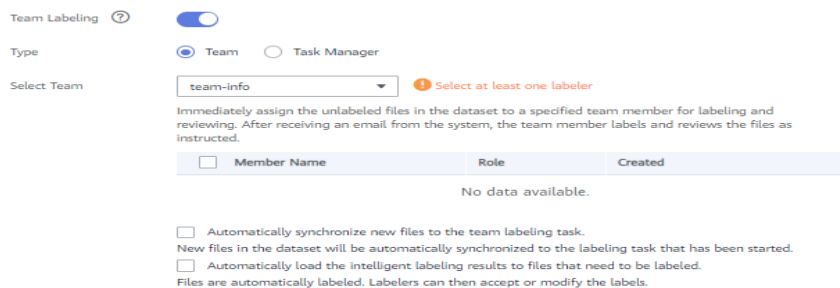 Team Labeling ?
Type Team Task Manager
Select Team team-info ! Select at least one labeler
Immediately assign the unlabeled files in the dataset to a specified team member for labeling and
reviewing. After receiving an email from the system, the team member labels and reviews the files as
instructed.
Member Name Role Created
No data available.
Automatically synchronize new files to the team labeling task.
New files in the dataset will be automatically synchronized to the labeling task that has been started.
Automatically load the intelligent labeling results to files that need to be labeled.
Files are automatically labeled. Labelers can then accept or modify the labels.